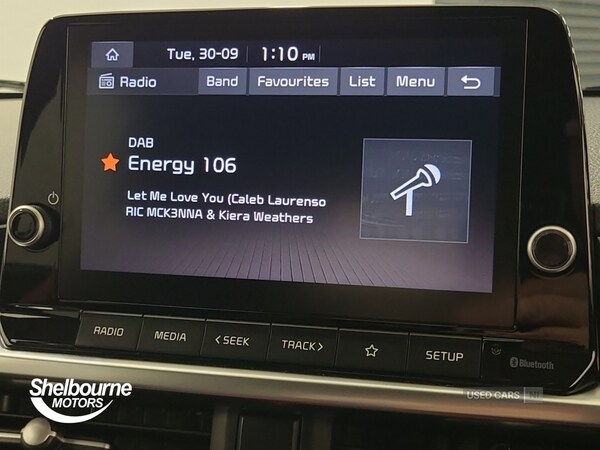 Tue, 30-09 1:10 PM
Radio Band Favourites List Menu
DAB
Energy 106
Let Me Love You (Caleb Laurenso
RIC MCK3NNA & Kiera Weathers
RADIO MEDIA <SEEK TRACK> SETUP
Bluetooth
Shelbourne
MOTORS
USED CARS NI